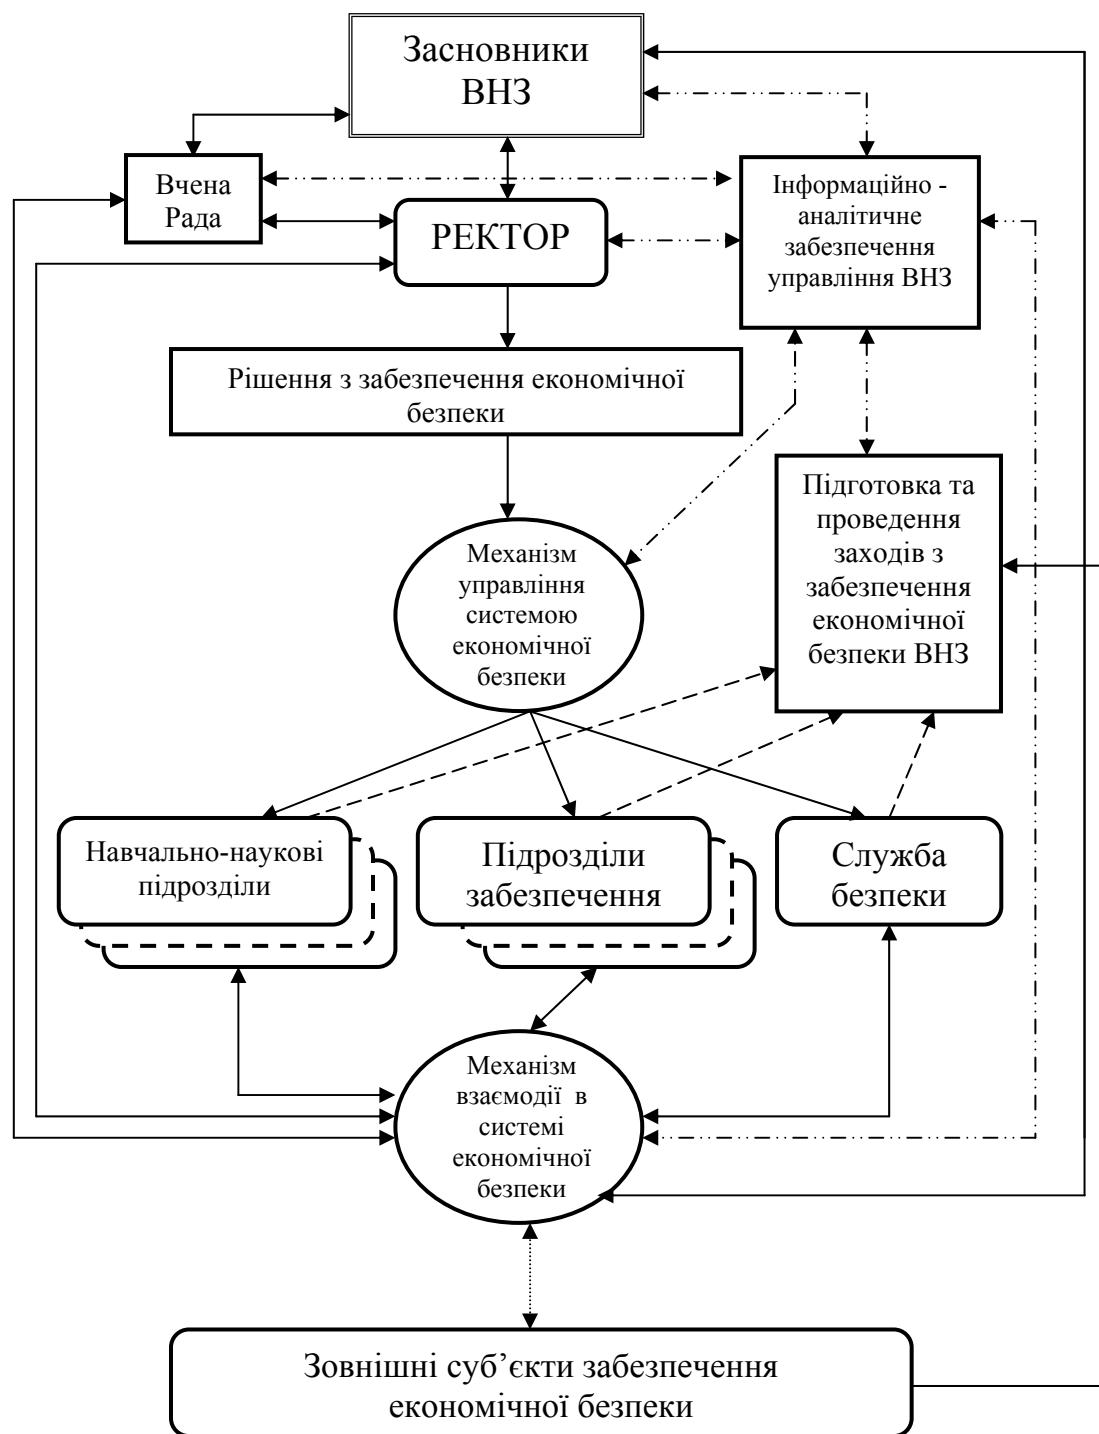 Засновники
ВНЗ
Вчена
Рада
РЕКТОР
Інформаційно -
аналітичне
забезпечення
управління ВНЗ
Рішення з забезпечення економічної
безпеки
Механізм
управління
системою
економічної
безпеки
Підготовка та
проведення
заходів з
забезпечення
економічної
безпеки ВНЗ
Навчально-наукові
підрозділи
Підрозділи
забезпечення
Служба
безпеки
Механізм
взаємодії в
системі
економічної
безпеки
Зовнішні суб’єкти забезпечення
економічної безпеки